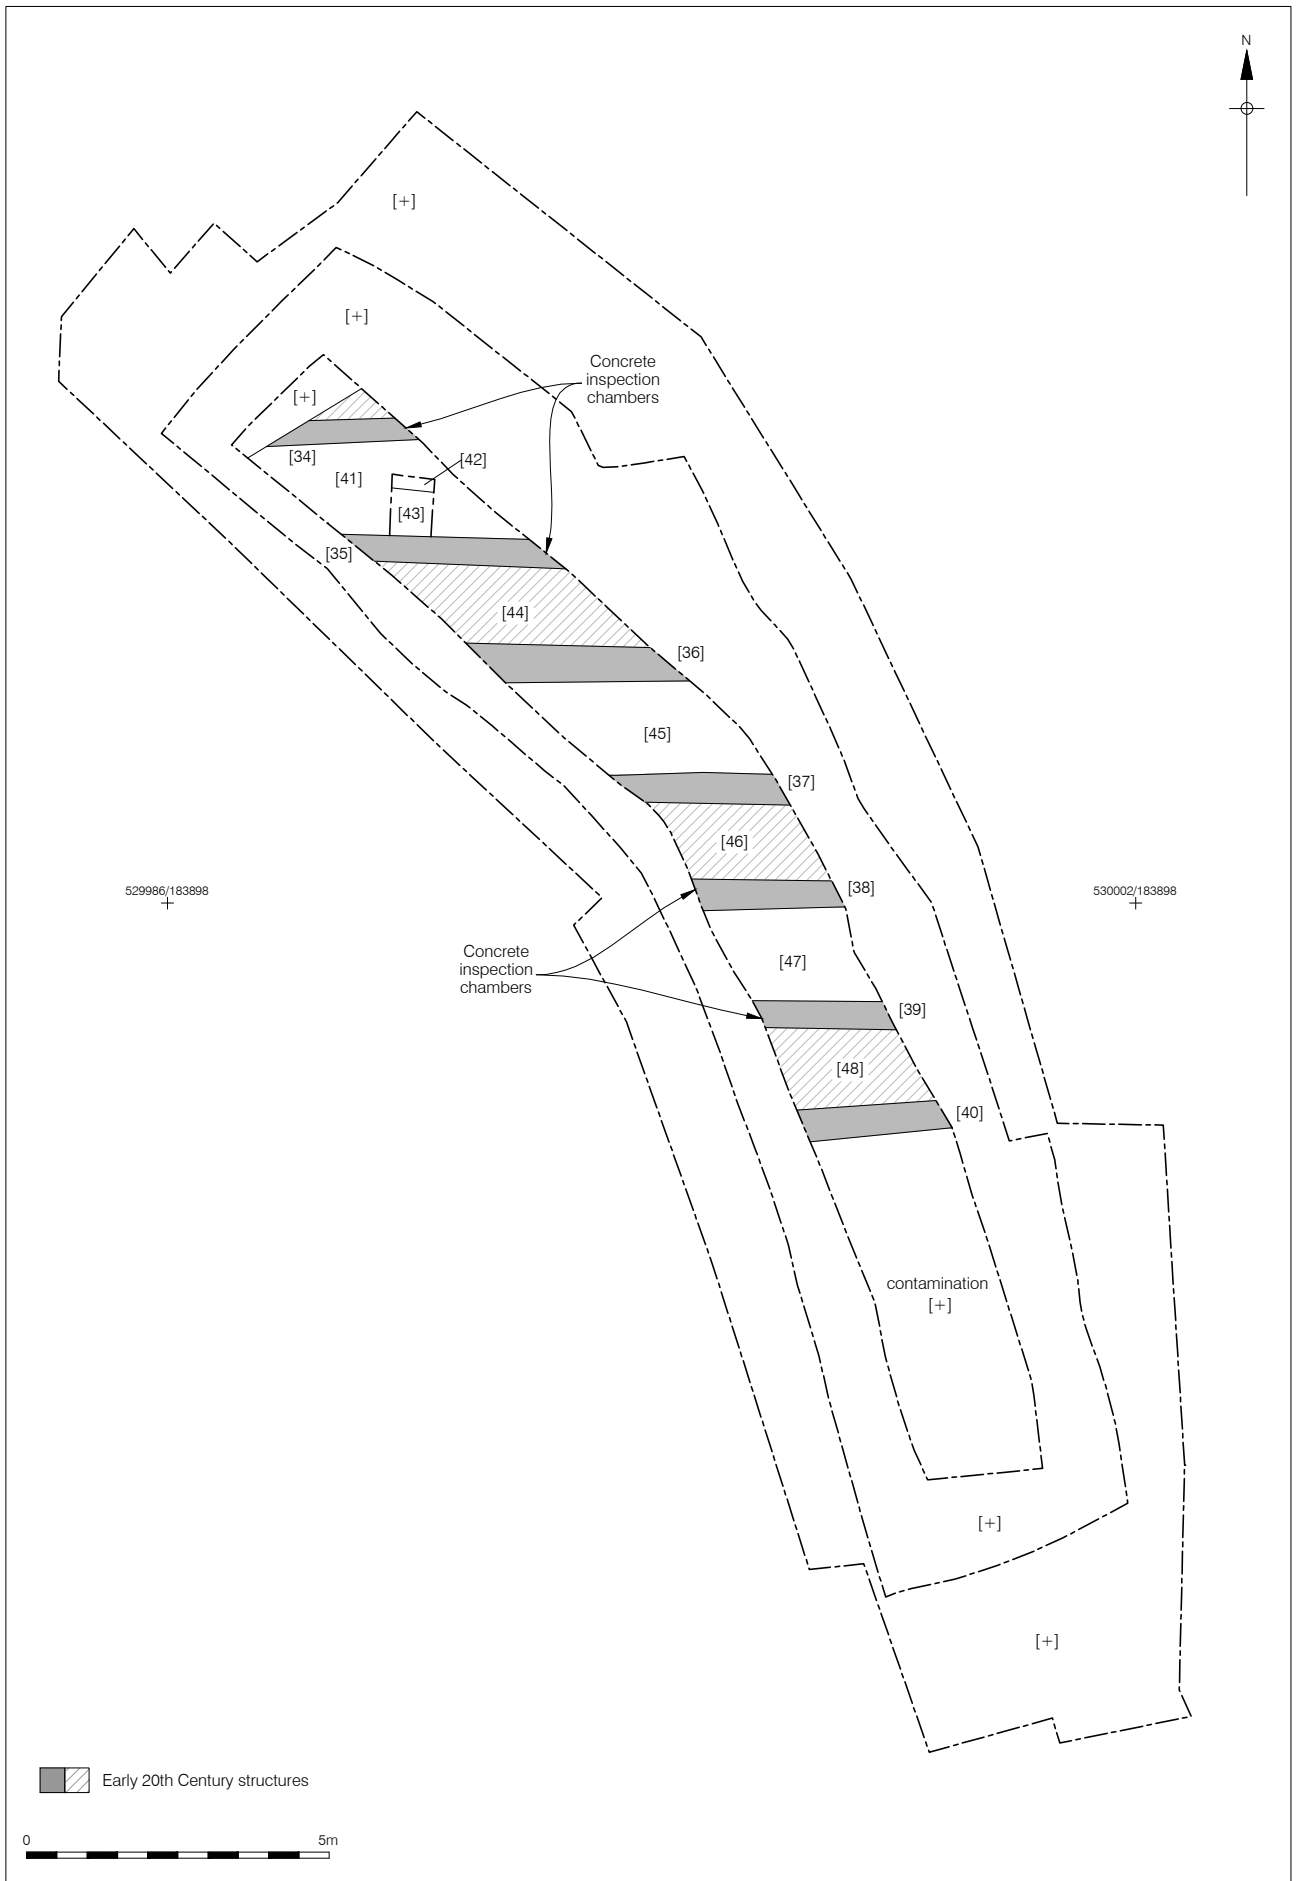 N
[+]
[+]
Concrete
inspection
chambers
[+]
[34]
[42]
[41]
[43]
[35]
[44]
[36]
[45]
[37]
[46]
529986/183898
530002/183898
[38]
Concrete
inspection
chambers
[47]
[39]
[48]
[40]
contamination
[+]
[+]
[+]
Early 20th Century structures
0 5m